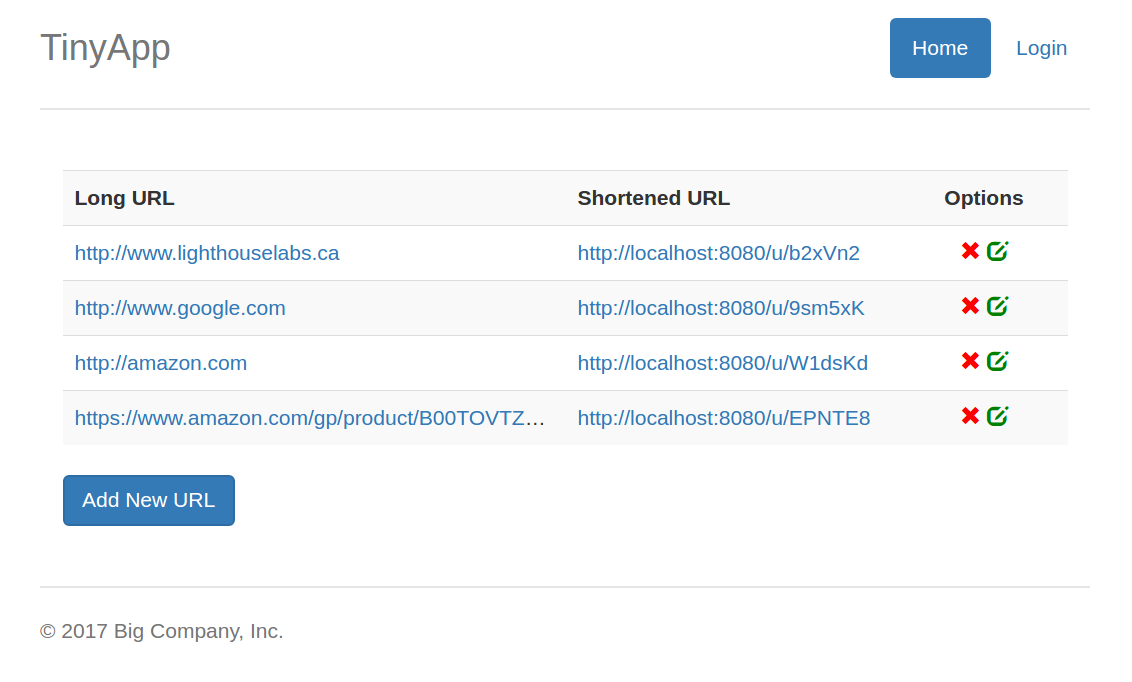 TinyApp Home Login
Long URL Shortened URL Options
http://www.lighthouselabs.ca http://localhost:8080/u/b2xVn2
http://www.google.com http://localhost:8080/u/9sm5xK
http://amazon.com http://localhost:8080/u/W1dsKd
https://www.amazon.com/gp/product/B00TOVTZ... http://localhost:8080/u/EPNTE8
Add New URL
© 2017 Big Company, Inc.